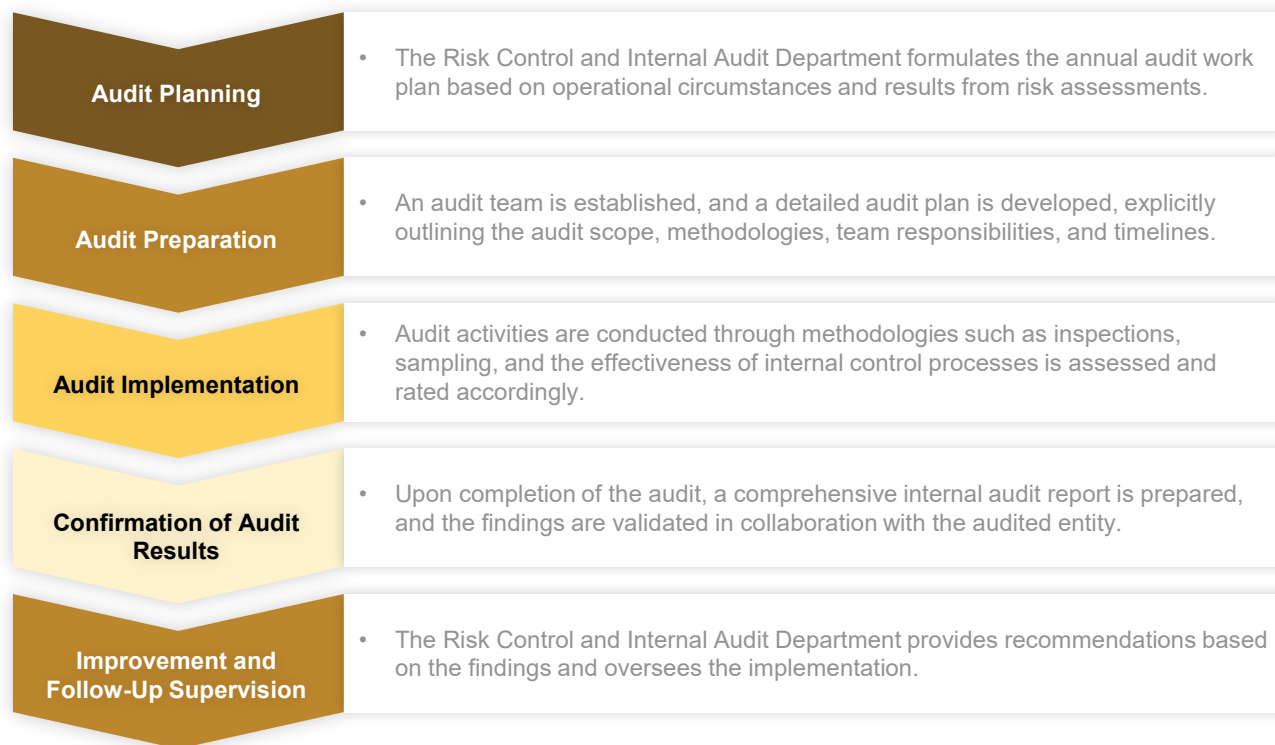 Audit Planning
• The Risk Control and Internal Audit Department formulates the annual audit work
plan based on operational circumstances and results from risk assessments.
Audit Preparation
• An audit team is established, and a detailed audit plan is developed, explicitly
outlining the audit scope, methodologies, team responsibilities, and timelines.
Audit Implementation
• Audit activities are conducted through methodologies such as inspections,
sampling, and the effectiveness of internal control processes is assessed and
rated accordingly.
Confirmation of Audit
Results
• Upon completion of the audit, a comprehensive internal audit report is prepared,
and the findings are validated in collaboration with the audited entity.
Improvement and
Follow-Up Supervision
• The Risk Control and Internal Audit Department provides recommendations based
on the findings and oversees the implementation.